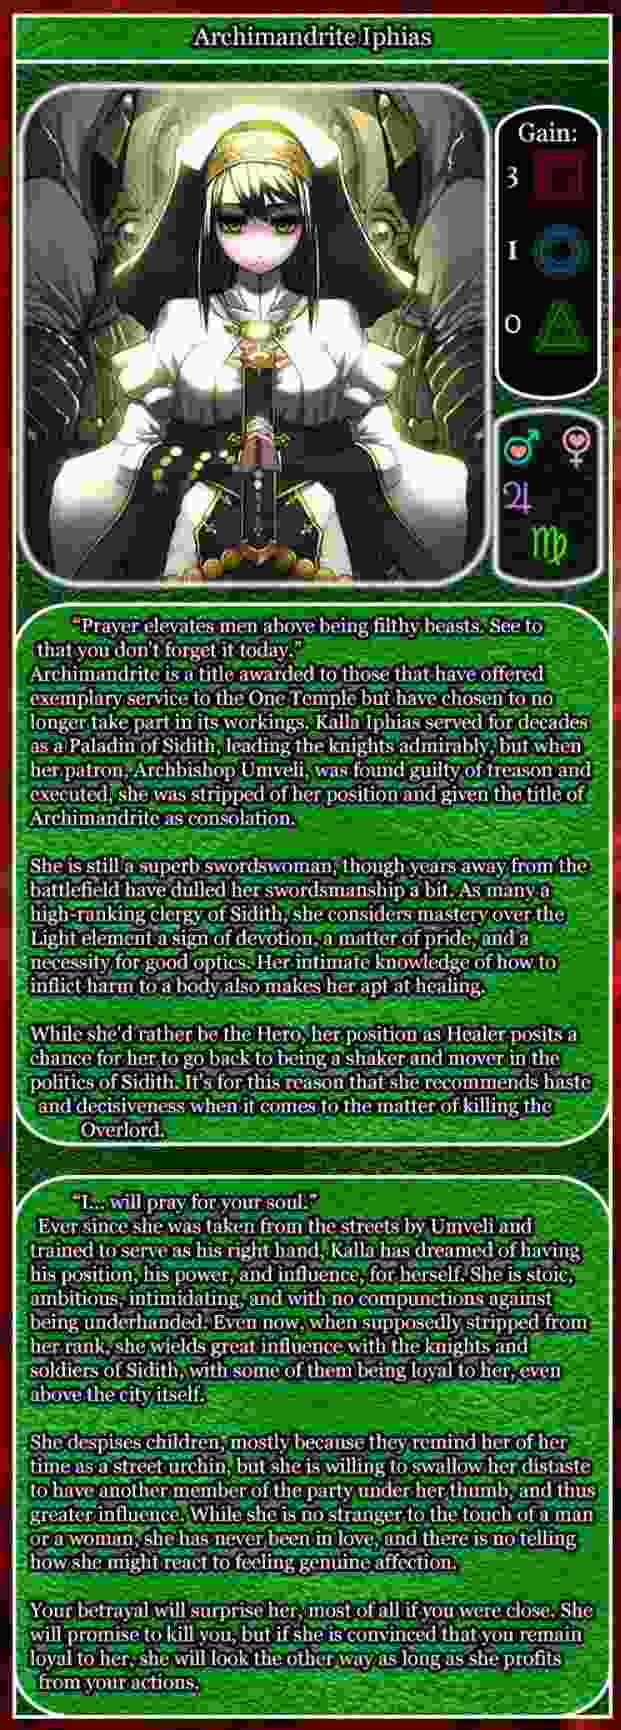 Archimandrite Iphias
Gain:
3
1
0
“Prayer elevates men above being filthy beasts. See to
that you don't forget it today.”
Archimandrite is a title awarded to those that have offered
exemplary service to the One Temple but have chosen to no
longer take part in its workings. Kalla Iphias served for decades
as a Paladin of Sidith, leading the knights admirably, but when
her patron, Archbishop Umveli, was found guilty of treason and
executed, she was stripped of her position and given the title of
Archimandrite as consolation.
She is still a superb swordswoman, though years away from the
battlefield have dulled her swordsmanship a bit. As many a
high-ranking clergy of Sidith, she considers mastery over the
Light element a sign of devotion, a matter of pride, and a
necessity for good optics. Her intimate knowledge of how to
inflict harm to a body also makes her apt at healing.
While she'd rather be the Hero, her position as Healer posits a
chance for her to go back to being a shaker and mover in the
politics of Sidith. It's for this reason that she recommends haste
and decisiveness when it comes to the matter of killing the
Overlord.
“I... will pray for your soul.”
Ever since she was taken from the streets by Umveli and
trained to serve as his right hand, Kalla has dreamed of having
his position, his power, and influence, for herself. She is stoic,
ambitious, intimidating, and with no compunctions against
being underhanded. Even now, when supposedly stripped from
her rank, she wields great influence with the knights and
soldiers of Sidith, with some of them being loyal to her, even
above the city itself.
She despises children, mostly because they remind her of her
time as a street urchin, but she is willing to swallow her distaste
to have another member of the party under her thumb, and thus
greater influence. While she is no stranger to the touch of a man
or a woman, she has never been in love, and there is no telling
how she might react to feeling genuine affection.
Your betrayal will surprise her, most of all if you were close. She
will promise to kill you, but if she is convinced that you remain
loyal to her, she will look the other way as long as she profits
from your actions.